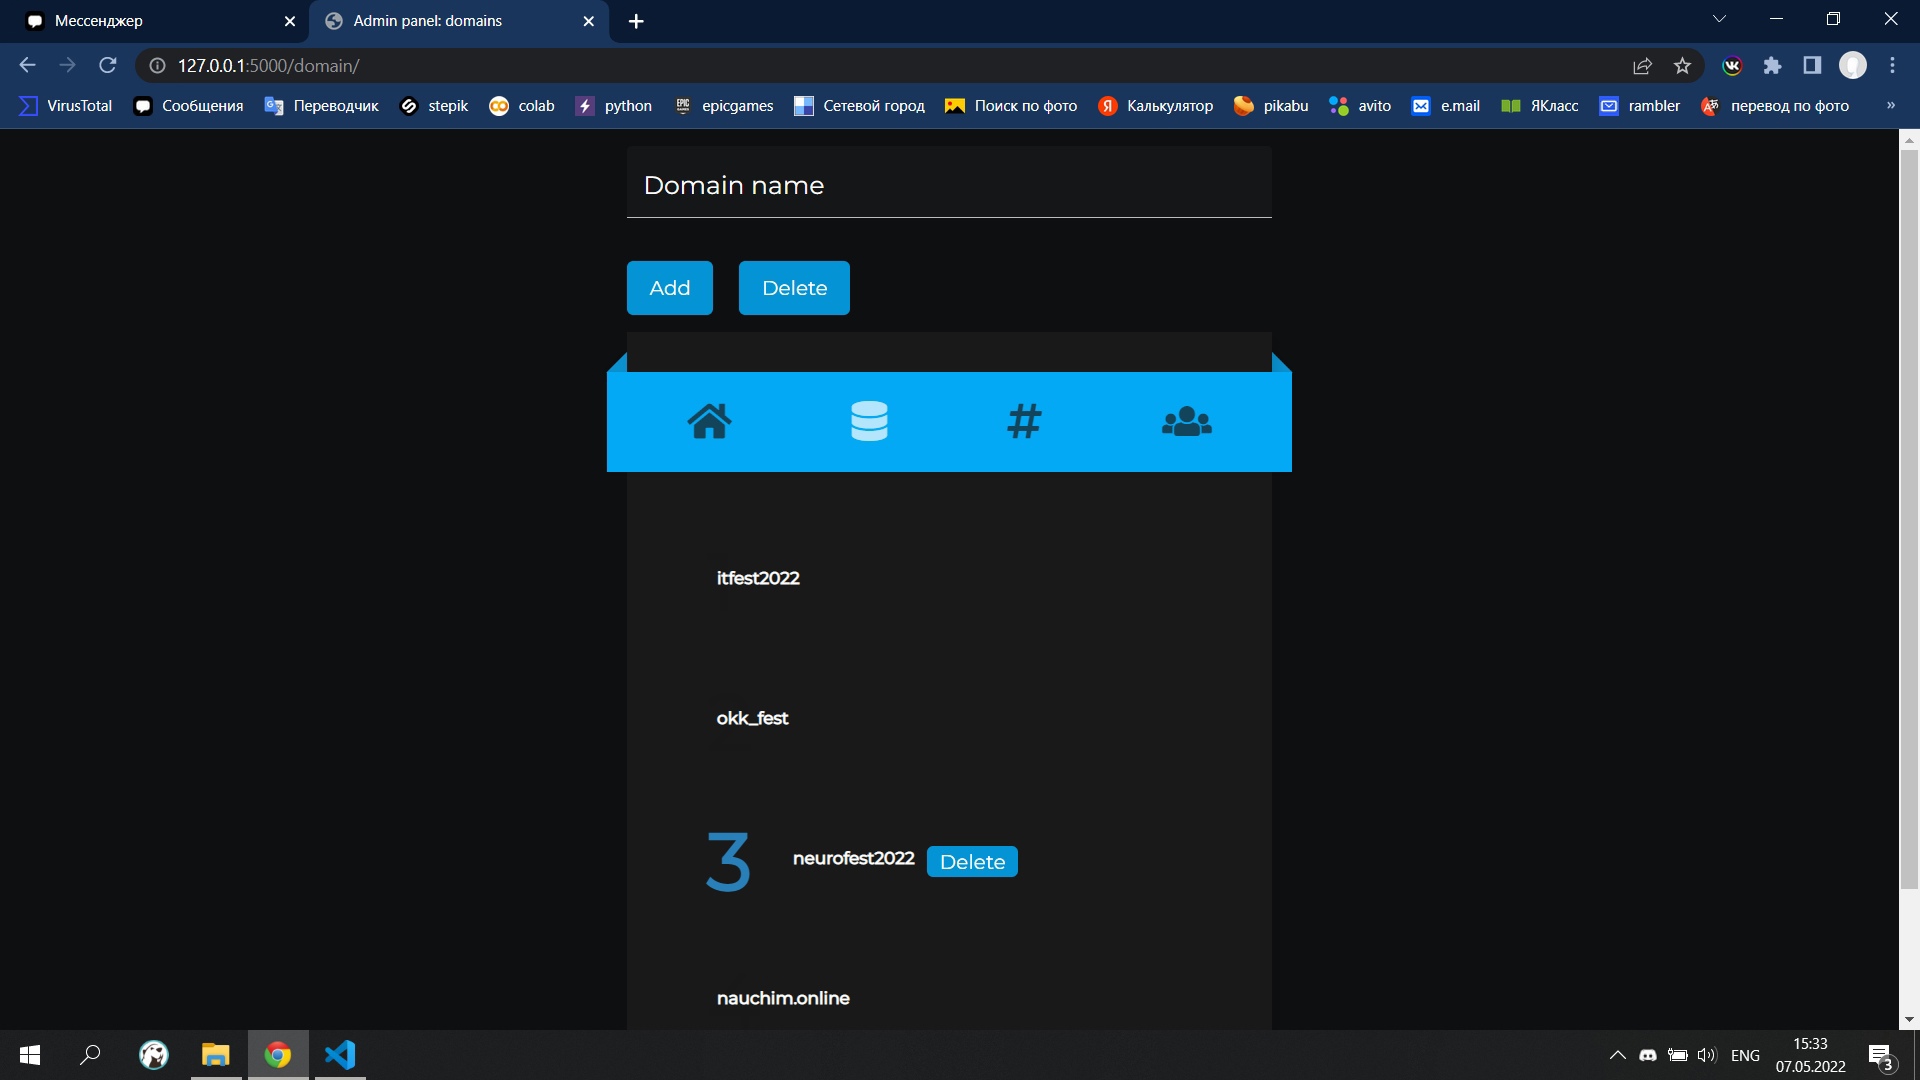 Мессенджер
Admin panel: domains
127.0.0.1:5000/domain/
VirusTotal Сообщения Переводчик stepik colab python epicgames Сетевой город Поиск по фото Калькулятор pikabu avito e.mail ЯКласс rambler перевод по фото »
Domain name
Add Delete
itfest2022
okk_fest
3 neurofest2022 Delete
nauchim.online
ENG
15:33
07.05.2022
3